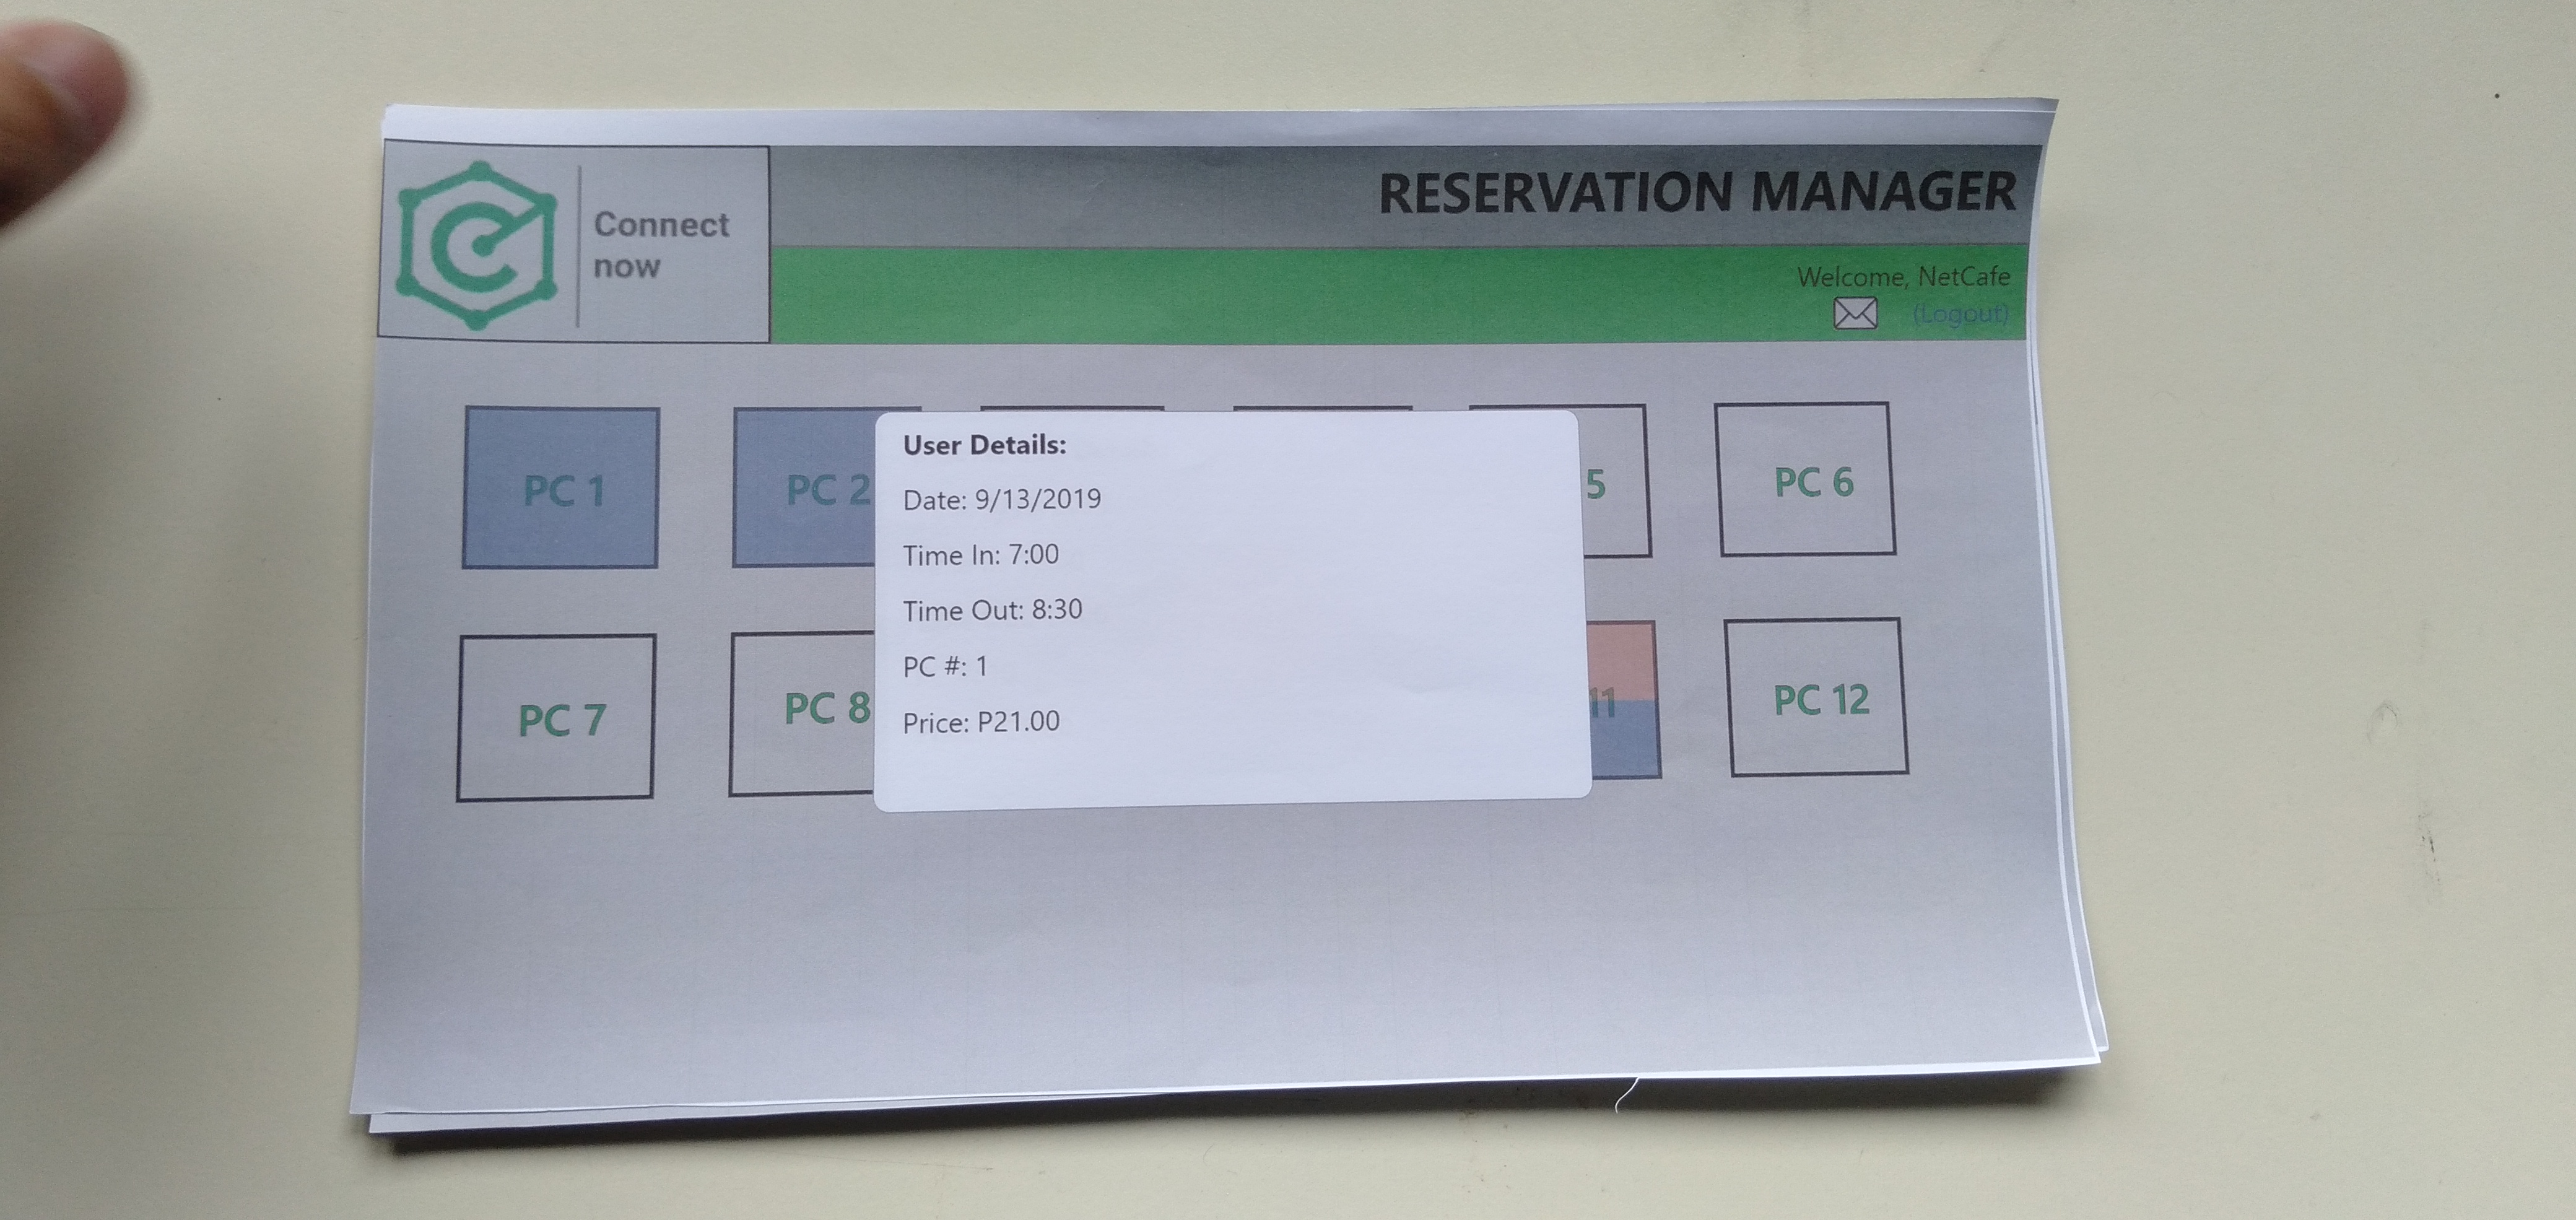 Connect
now
RESERVATION MANAGER
Welcome, NetCafe
(Logout)
PC 1
PC 2
5
PC 6
User Details:
Date: 9/13/2019
Time In: 7:00
Time Out: 8:30
PC #: 1
Price: P21.00
PC 7
PC 8
11
PC 12